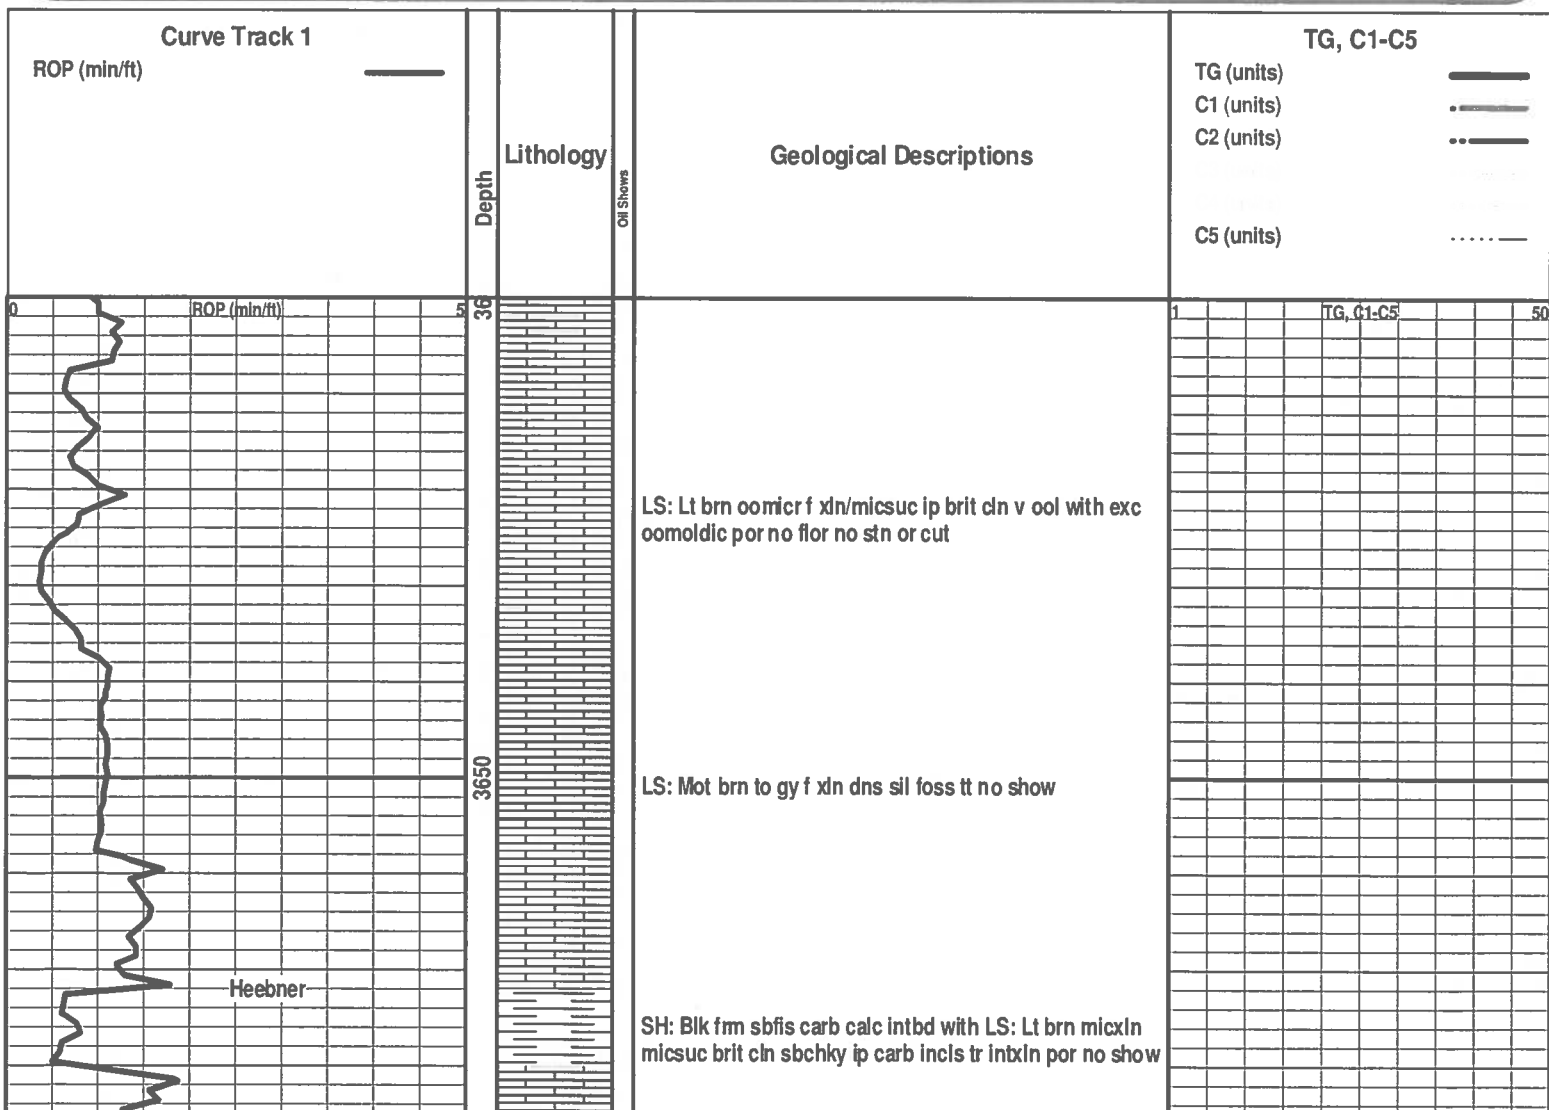 Curve Track 1
ROP (min/ft)
Depth
Lithology
Oil Shows
Geological Descriptions
TG, C1-C5
TG (units)
C1 (units)
C2 (units)
C5 (units)
0 ROP (min/ft) 5
36
1 TG, C1-C5 50
LS: Lt brn oomicr f xln/micsuc ip brit cln v ool with exc
oomoldic por no flor no stn or cut
3650
LS: Mot brn to gy f xln dns sil foss tt no show
Heebner
SH: Blk frm sbfis carb calc intbd with LS: Lt brn micxln
micsuc brit cln sbchky ip carb incls tr intxln por no show